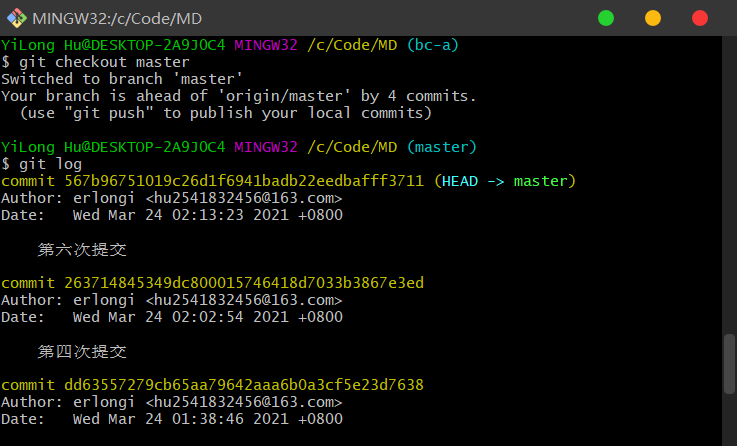 MINGW32:/c/Code/MD
YiLong Hu@DESKTOP-2A9JOC4 MINGW32 /c/Code/MD (bc-a)
$ git checkout master
Switched to branch 'master'
Your branch is ahead of 'origin/master' by 4 commits.
  (use "git push" to publish your local commits)
YiLong Hu@DESKTOP-2A9JOC4 MINGW32 /c/Code/MD (master)
$ git log
commit 567b96751019c26d1f6941badb22eedbafff3711 (HEAD -> master)
Author: erlongi <hu2541832456@163.com>
Date:   Wed Mar 24 02:13:23 2021 +0800
    第六次提交
commit 263714845349dc800015746418d7033b3867e3ed
Author: erlongi <hu2541832456@163.com>
Date:   Wed Mar 24 02:02:54 2021 +0800
    第四次提交
commit dd63557279cb65aa79642aaa6b0a3cf5e23d7638
Author: erlongi <hu2541832456@163.com>
Date:   Wed Mar 24 01:38:46 2021 +0800